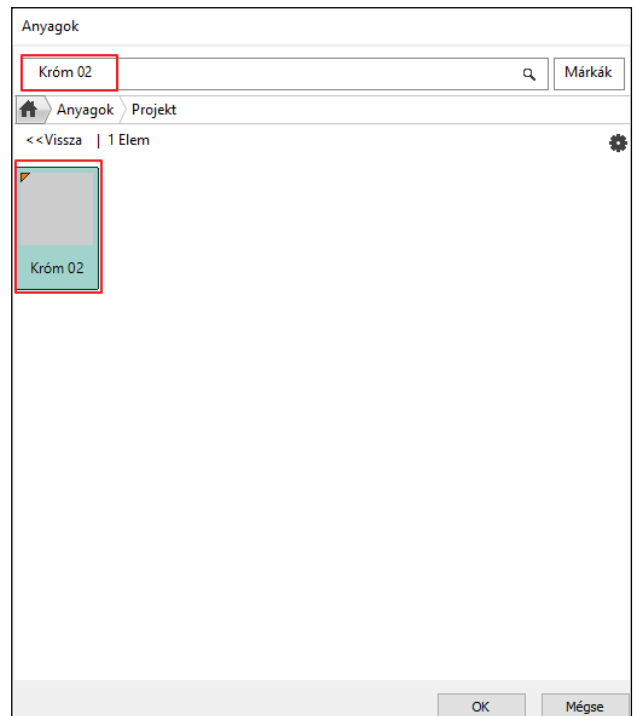 Anyagok
Króm 02 Márkák
Anyagok Projekt
<<Vissza | 1 Elem
Króm 02
OK Mégse